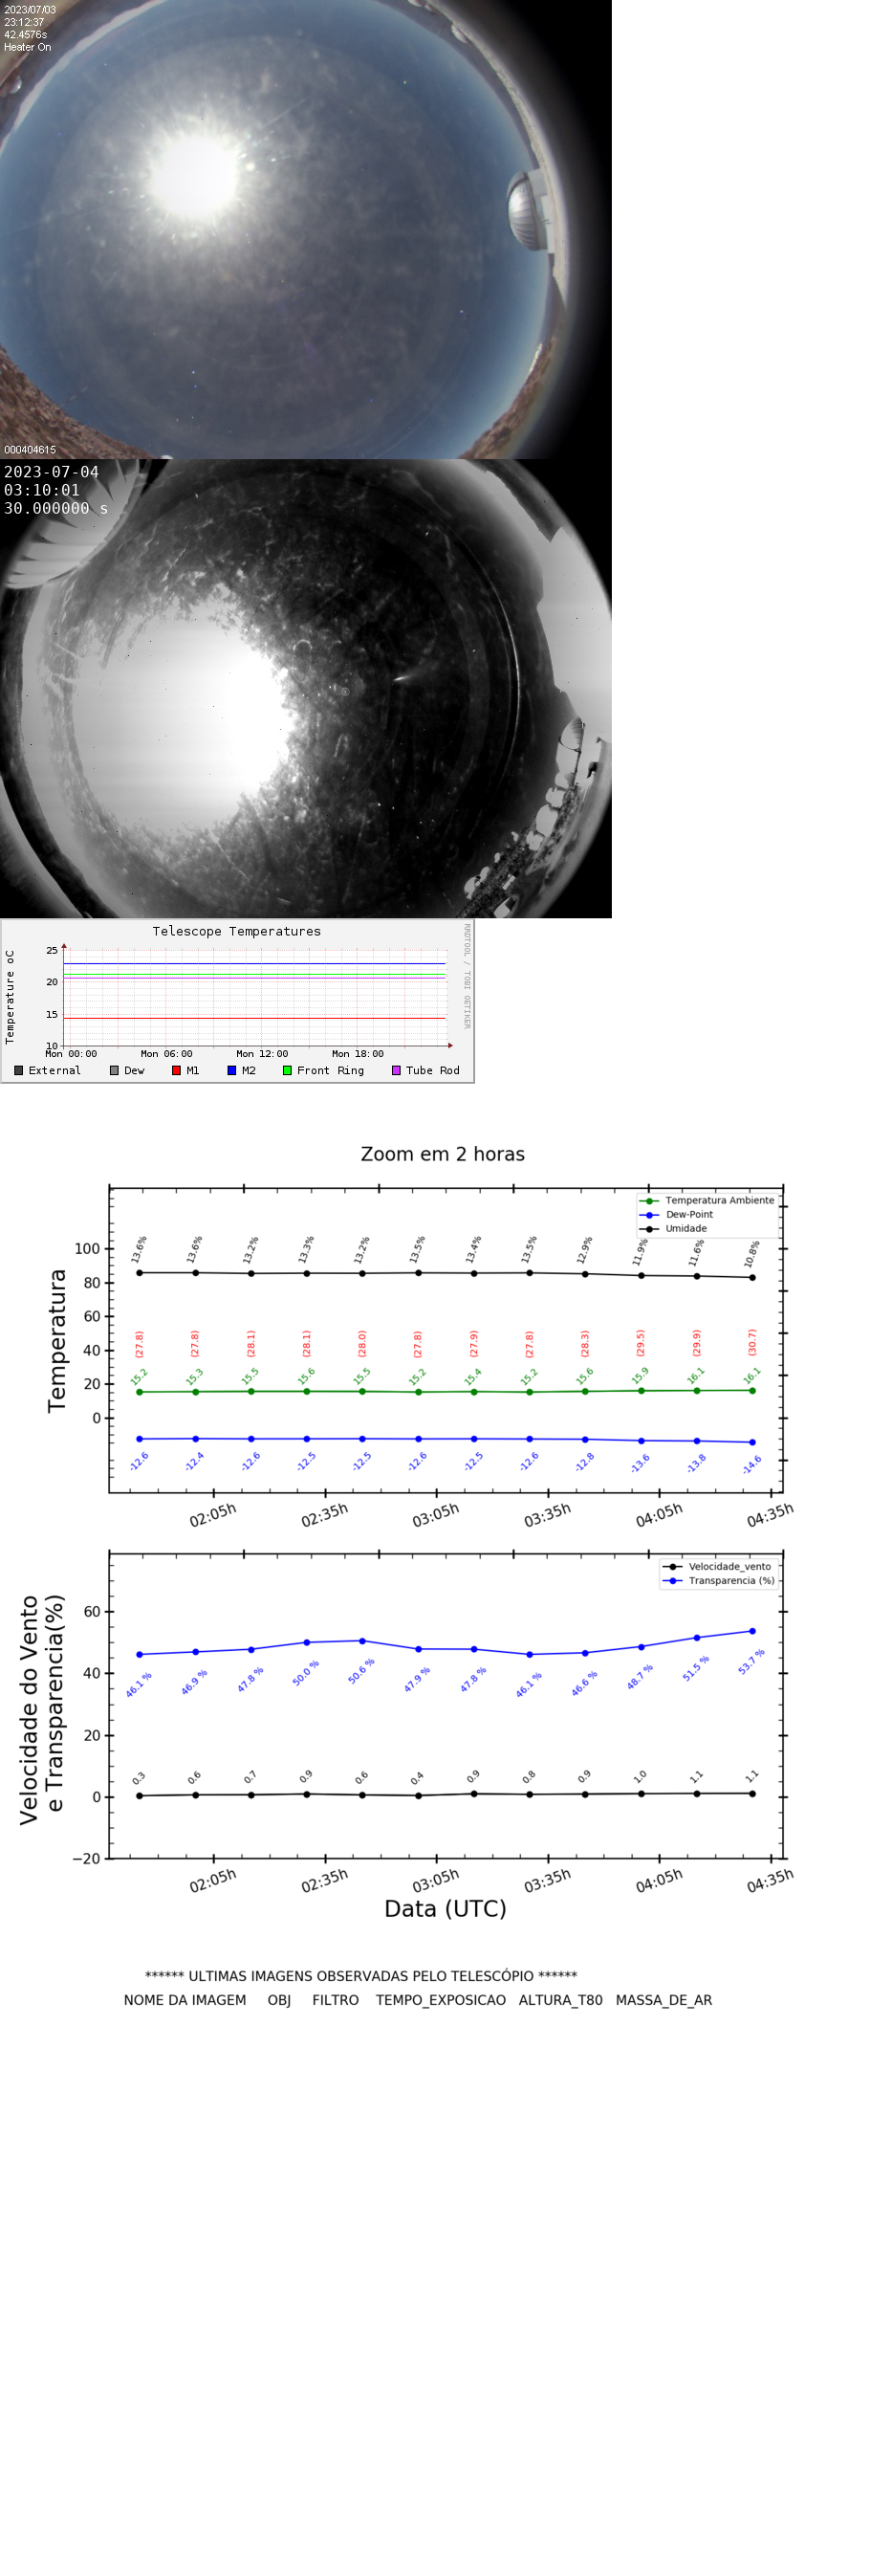 2023/07/03
23:12:37
42.4576s
Heater On
000404615
2023-07-04
03:10:01
30.000000 s
Telescope Temperatures
RRDTOOL / TOBI OETIKER
Temperature oC
25
20
15
10
Mon 00:00 Mon 06:00 Mon 12:00 Mon 18:00
External Dew M1 M2 Front Ring Tube Rod
Zoom em 2 horas
Temperatura Ambiente
Dew-Point
Umidade
Temperatura
100
80
60
40
20
0
13.6% 13.6% 13.2% 13.3% 13.2% 13.5% 13.4% 13.5% 12.9% 11.9% 11.6% 10.8%
(27.8) (27.8) (28.1) (28.1) (28.0) (27.8) (27.9) (27.8) (28.3) (29.5) (29.9) (30.7)
15.2 15.3 15.5 15.6 15.5 15.2 15.4 15.2 15.6 15.9 16.1 16.1
-12.6 -12.4 -12.6 -12.5 -12.5 -12.6 -12.5 -12.6 -12.8 -13.6 -13.8 -14.6
02:05h 02:35h 03:05h 03:35h 04:05h 04:35h
Velocidade_vento
Transparencia (%)
Velocidade do Vento
e Transparencia(%)
60
40
20
0
−20
46.1 % 46.9 % 47.8 % 50.0 % 50.6 % 47.9 % 47.8 % 46.1 % 46.6 % 48.7 % 51.5 % 53.7 %
0.3 0.6 0.7 0.9 0.6 0.4 0.9 0.8 0.9 1.0 1.1 1.1
02:05h 02:35h 03:05h 03:35h 04:05h 04:35h
Data (UTC)
****** ULTIMAS IMAGENS OBSERVADAS PELO TELESCÓPIO ******
NOME DA IMAGEM OBJ FILTRO TEMPO_EXPOSICAO ALTURA_T80 MASSA_DE_AR